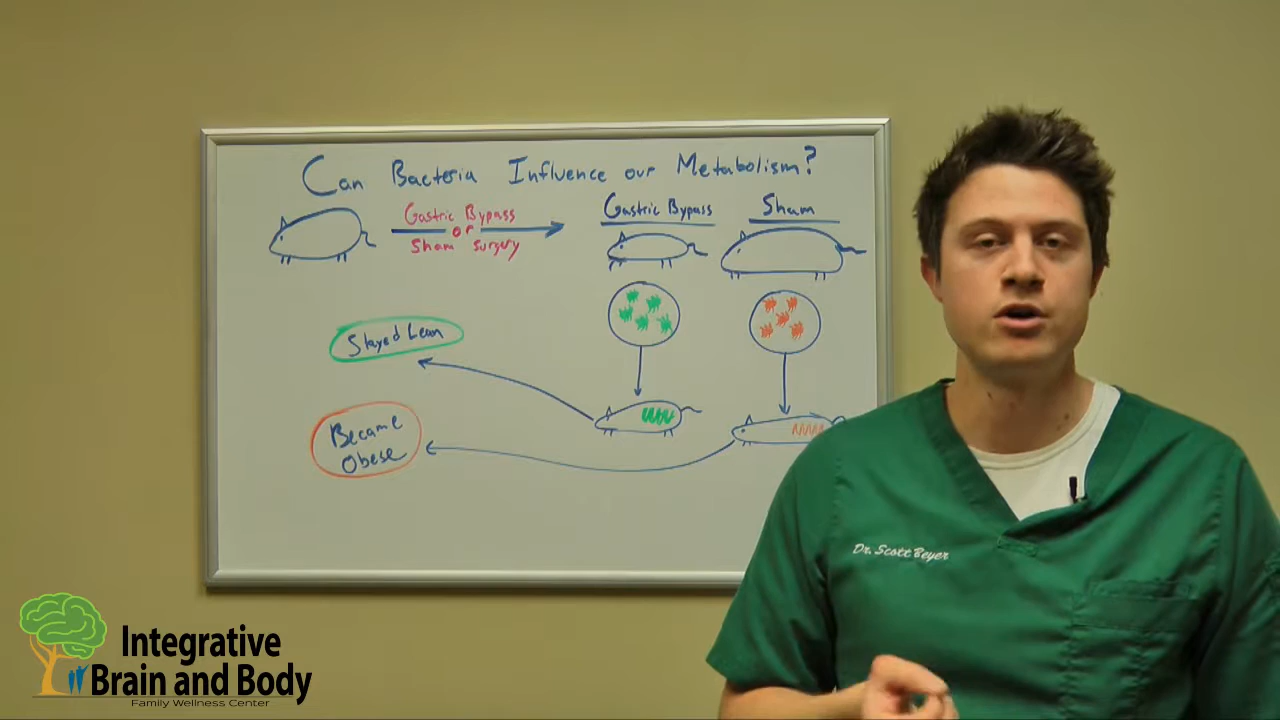 Can Bacteria Influence our Metabolism?
Gastric Bypass
or
Sham Surgery
Gastric Bypass
Sham
Stayed Lean
Became
Obese
Dr. Scott Beyer
Integrative
Brain and Body
Family Wellness Center